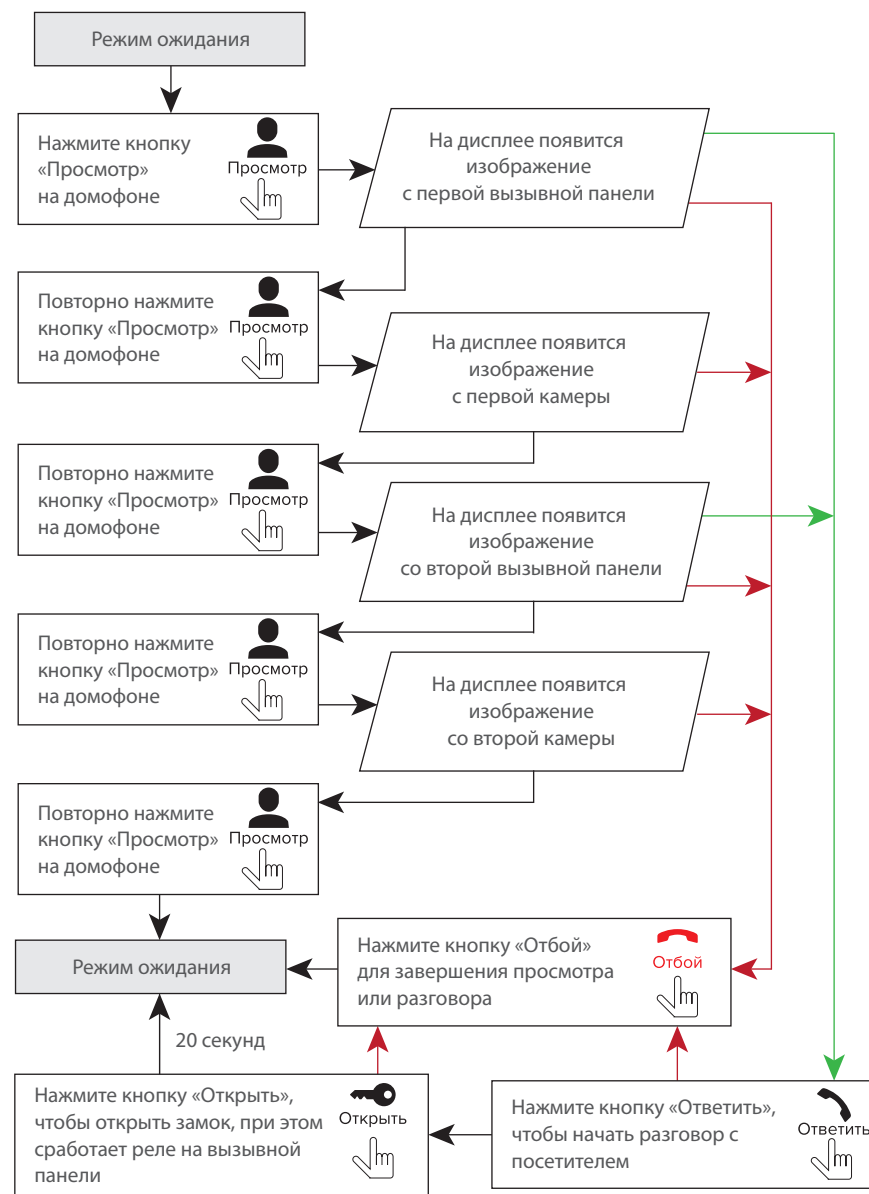 Режим ожидания
Нажмите кнопку
«Просмотр»
на домофоне
Просмотр
На дисплее появится
изображение
с первой вызывной панели
Повторно нажмите
кнопку «Просмотр»
на домофоне
Просмотр
На дисплее появится
изображение
с первой камеры
Повторно нажмите
кнопку «Просмотр»
на домофоне
Просмотр
На дисплее появится
изображение
со второй вызывной панели
Повторно нажмите
кнопку «Просмотр»
на домофоне
Просмотр
На дисплее появится
изображение
со второй камеры
Повторно нажмите
кнопку «Просмотр»
на домофоне
Просмотр
Режим ожидания
Нажмите кнопку «Отбой»
для завершения просмотра
или разговора
Отбой
20 секунд
Нажмите кнопку «Открыть»,
чтобы открыть замок, при этом
сработает реле на вызывной
панели
Открыть
Нажмите кнопку «Ответить»,
чтобы начать разговор с
посетителем
Ответить